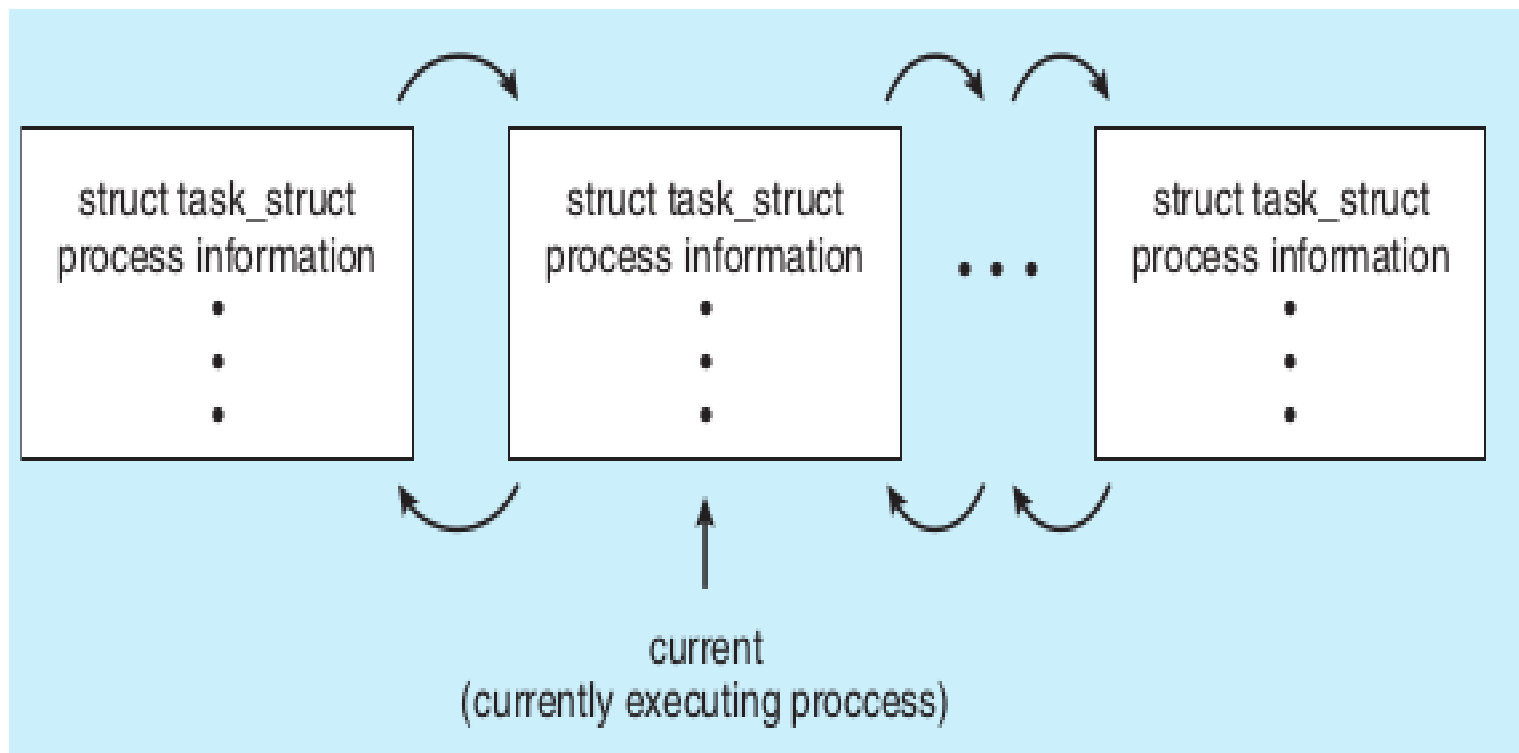 struct task_struct
process information
•
•
•
struct task_struct
process information
•
•
•
• • •
struct task_struct
process information
•
•
•
current
(currently executing proccess)